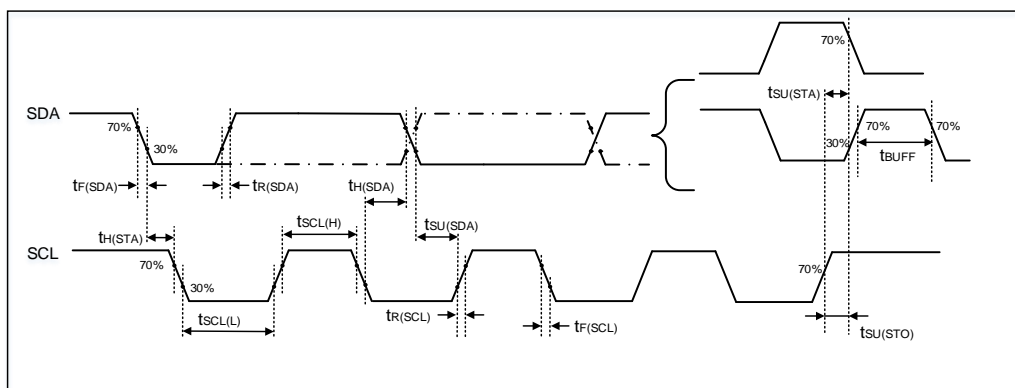 70%
tSU(STA)
SDA
70%
30%
30%
70%
70%
tBUFF
tF(SDA)
tR(SDA)
tH(SDA)
tH(STA)
tSCL(H)
tSU(SDA)
SCL
70%
30%
70%
tSCL(L)
tR(SCL)
tF(SCL)
tSU(STO)